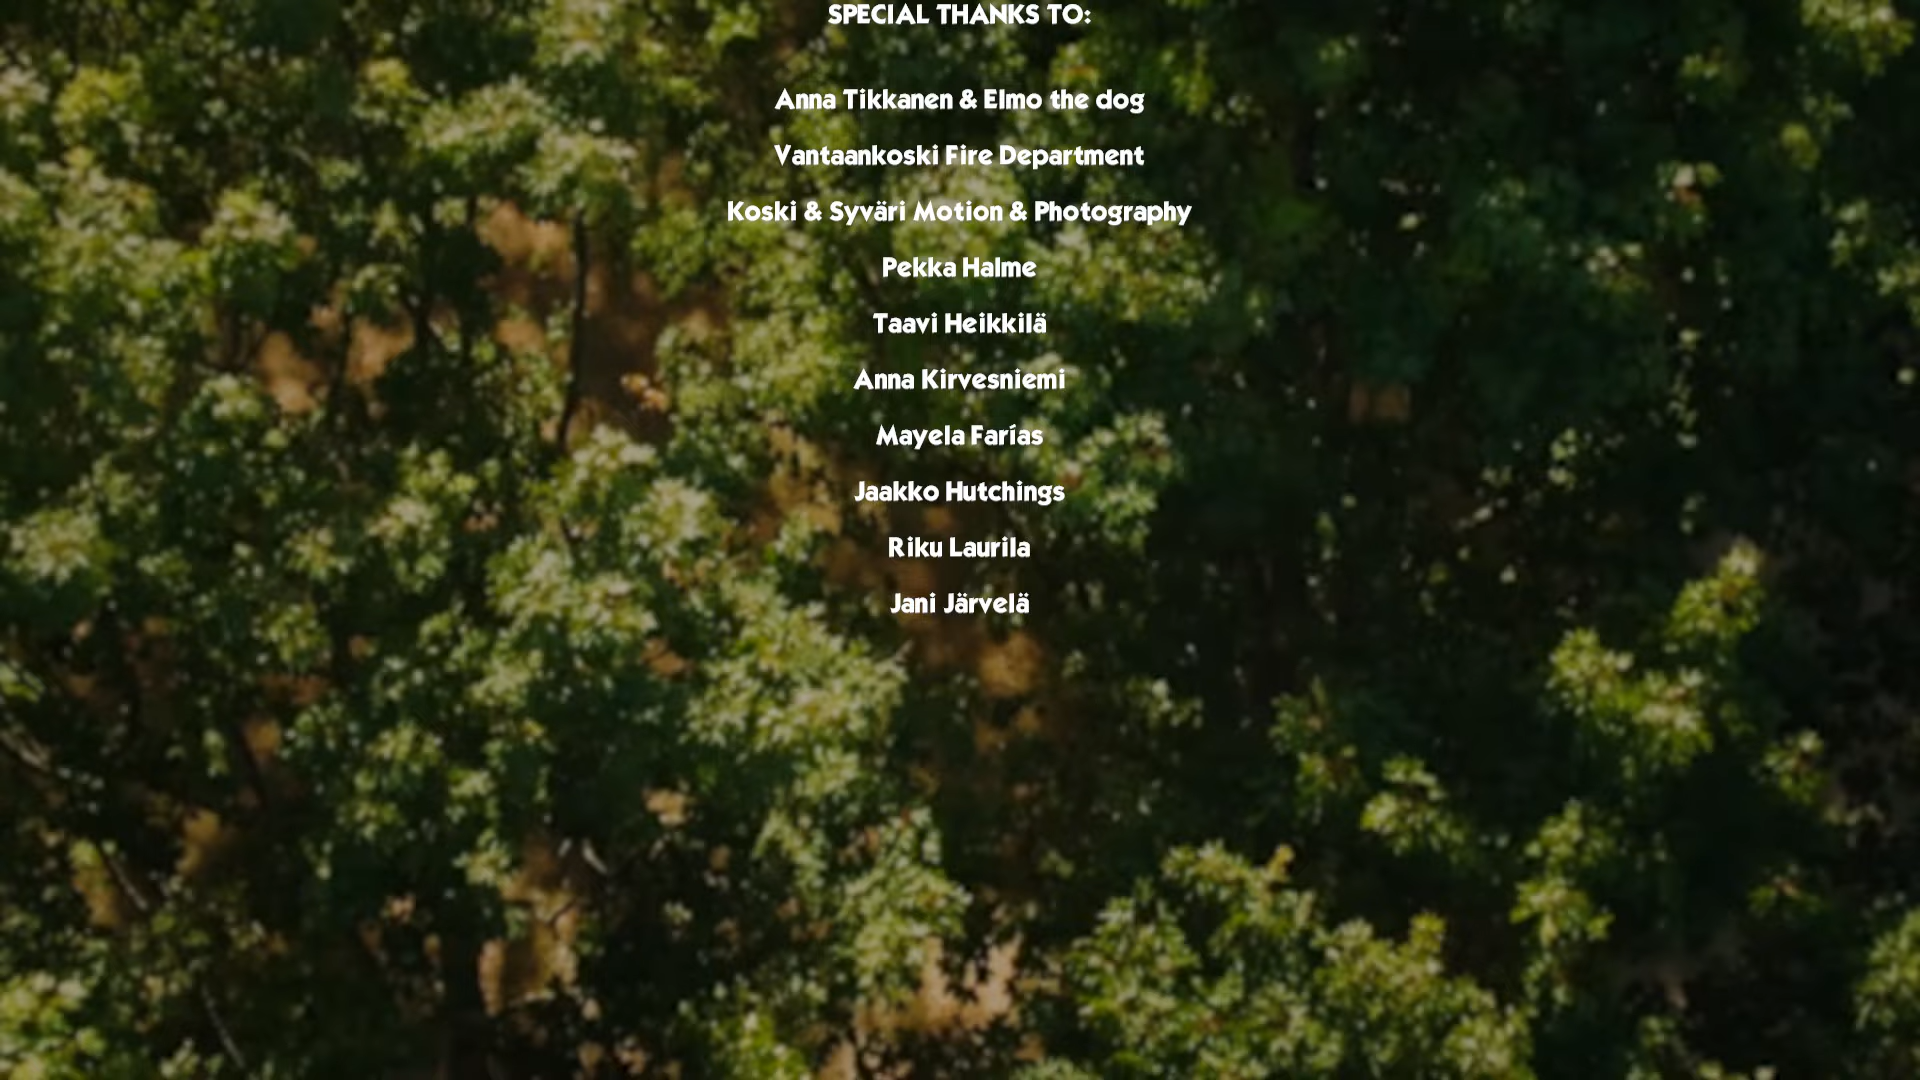 SPECIAL THANKS TO:
Anna Tikkanen & Elmo the dog
Vantaankoski Fire Department
Koski & Syväri Motion & Photography
Pekka Halme
Taavi Heikkilä
Anna Kirvesniemi
Mayela Farías
Jaakko Hutchings
Riku Laurila
Jani Järvelä